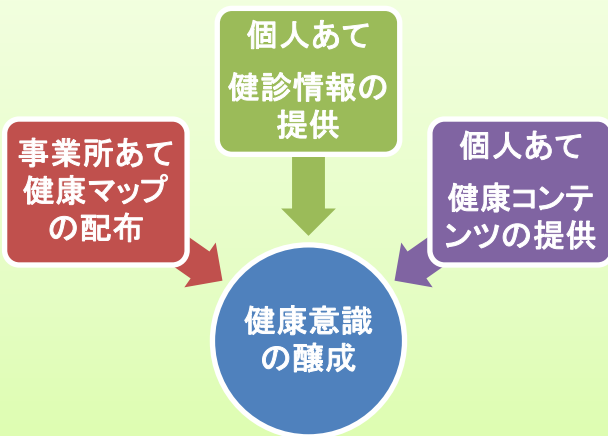 個人あて
健診情報の
提供
事業所あて
健康マップ
の配布
個人あて
健康コンテ
ンツの提供
健康意識
の醸成